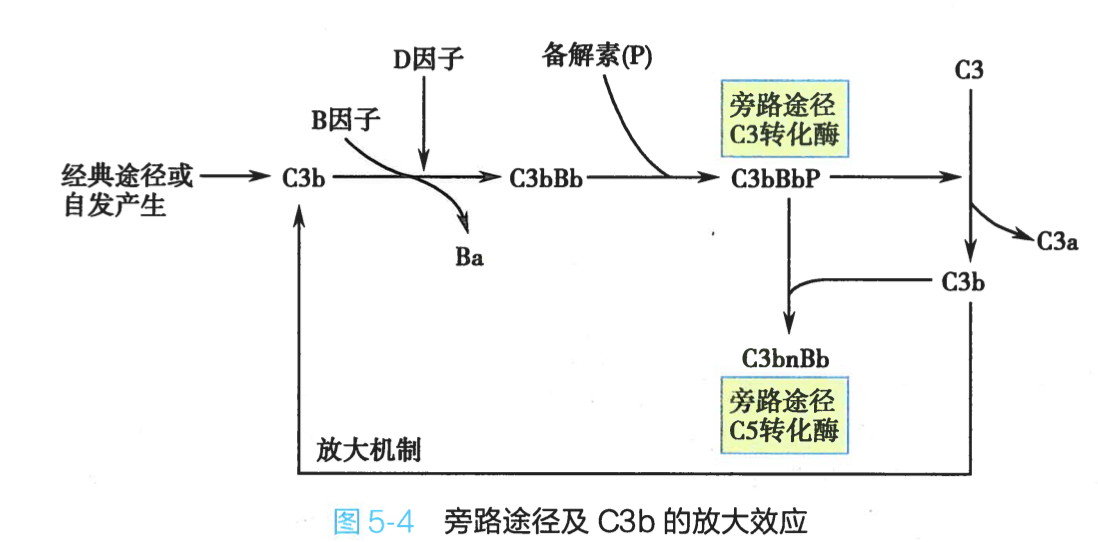 D因子
备解素(P)
C3
旁路途径
C3转化酶
B因子
经典途径或
自发产生
C3b
C3bBb
C3bBbP
Ba
C3a
C3b
C3bnBb
旁路途径
C5转化酶
放大机制
图 5-4 旁路途径及 C3b 的放大效应